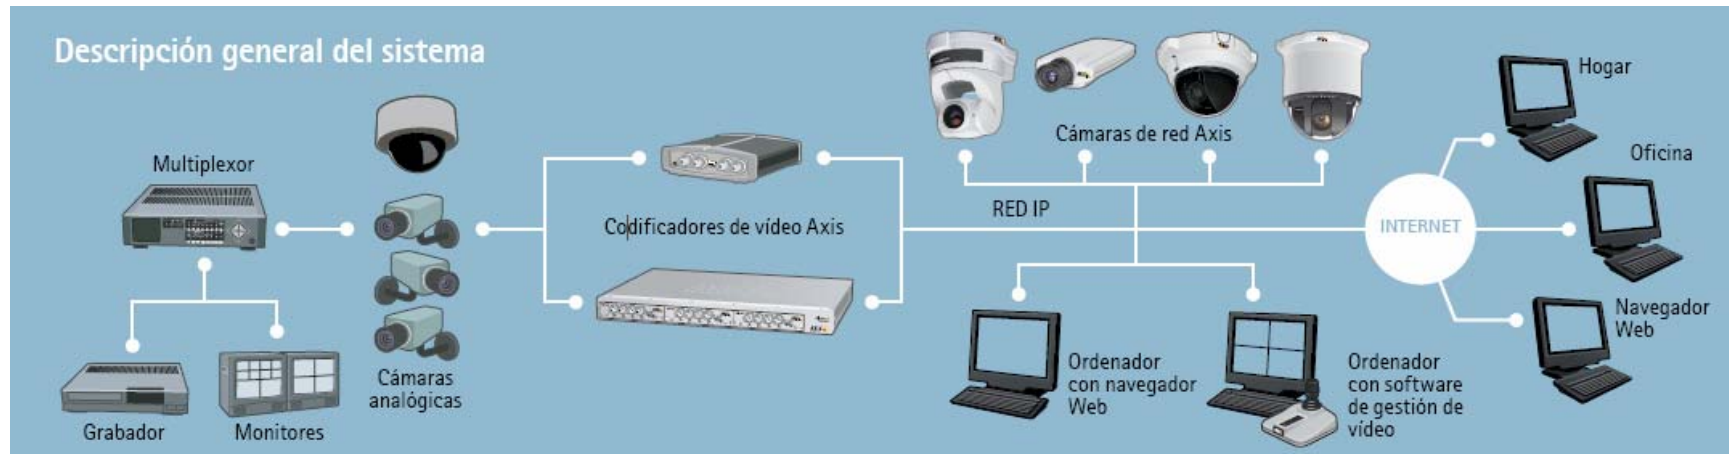 Descripción general del sistema
Multiplexor
Grabador
Monitores
Cámaras
analógicas
Codificadores de vídeo Axis
Cámaras de red Axis
RED IP
Ordenador
con navegador
Web
Ordenador
con software
de gestión de
vídeo
INTERNET
Hogar
Oficina
Navegador
Web